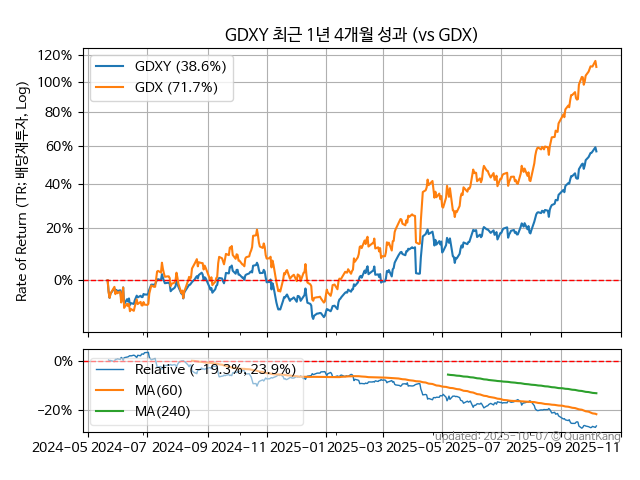 GDXY 최근 1년 4개월 성과 (vs GDX)
Rate of Return (TR: 배당재투자, Log)
120%
100%
80%
60%
40%
20%
0%
GDXY (38.6%)
GDX (71.7%)
0%
−20%
Relative (−19.3%, 23.9%)
MA(60)
MA(240)
updated: 2025-10-07 © QuantKang
2024-05 2024-07 2024-09 2024-11 2025-01 2025-03 2025-05 2025-07 2025-09 2025-11